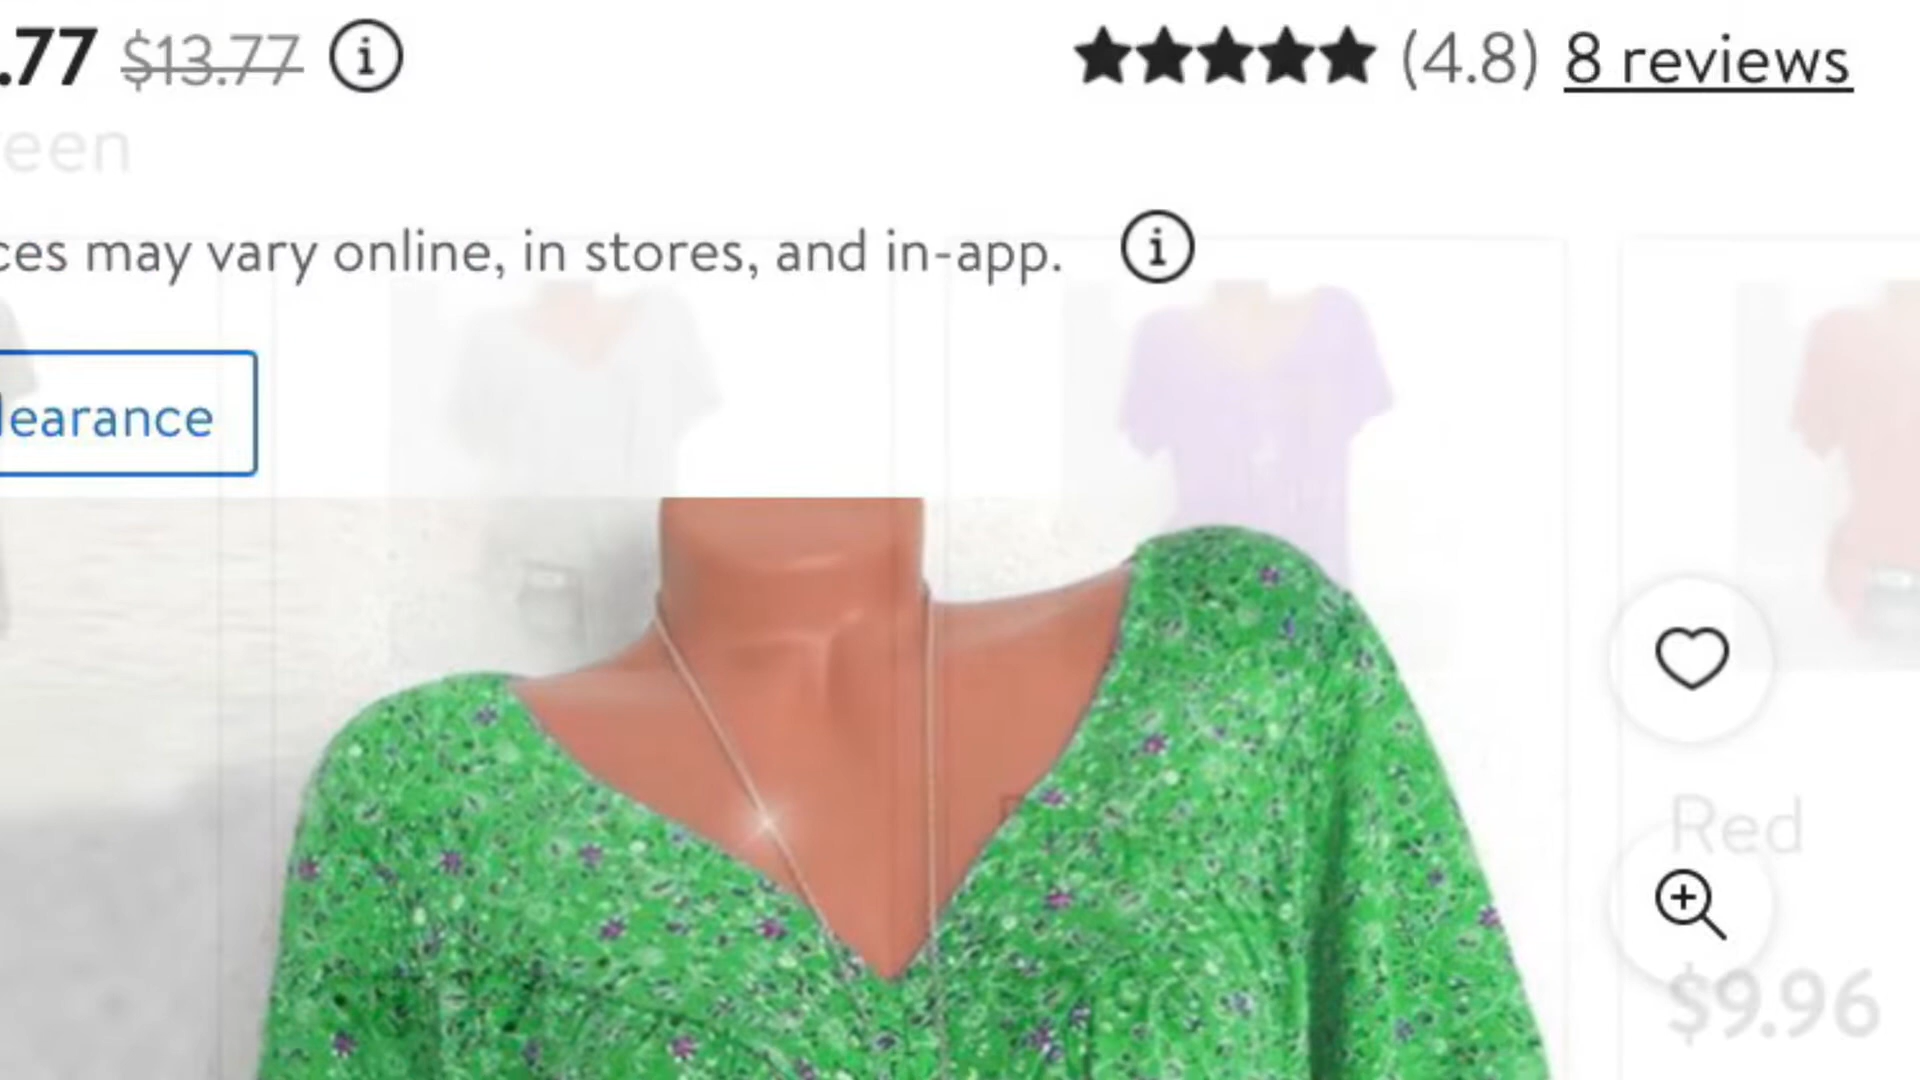 .77 $13.77 (4.8) 8 reviews
een
ces may vary online, in stores, and in-app.
learance
Red
$9.96